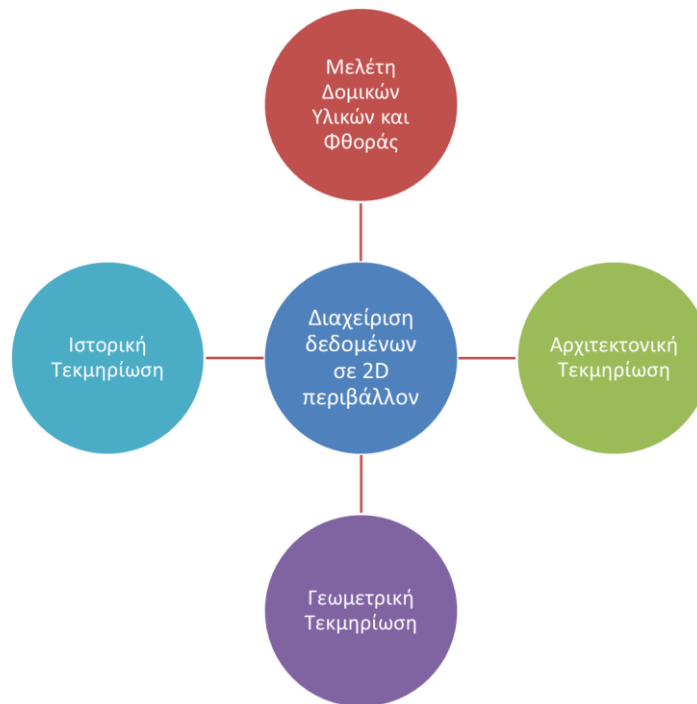 Μελέτη
Δομικών
Υλικών και
Φθοράς
Ιστορική
Τεκμηρίωση
Διαχείριση
δεδομένων
σε 2D
περιβάλλον
Αρχιτεκτονική
Τεκμηρίωση
Γεωμετρική
Τεκμηρίωση